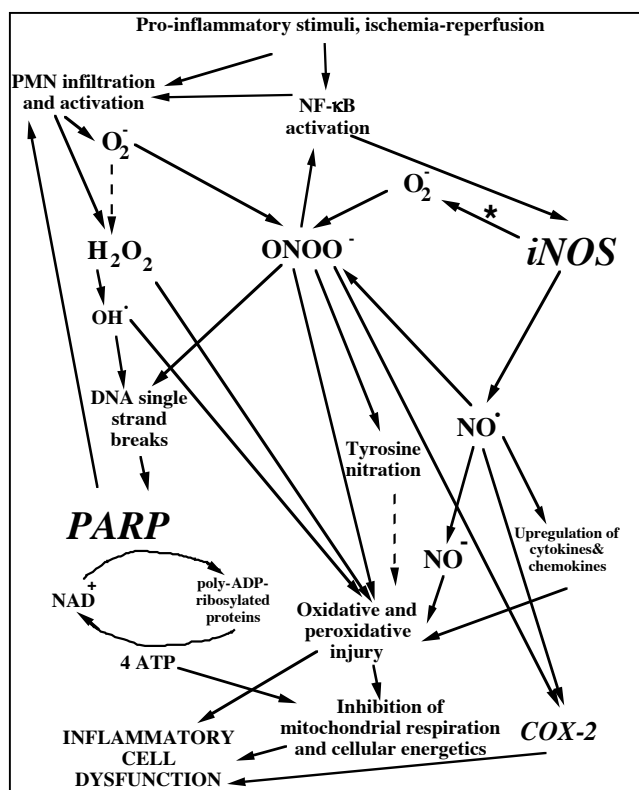 Pro-inflammatory stimuli, ischemia-reperfusion
PMN infiltration
and activation
NF-κB
activation
O₂⁻
O₂⁻
*
H₂O₂
ONOO⁻
iNOS
OH·
DNA single
strand
breaks
Tyrosine
nitration
NO·
PARP
NO⁻
Upregulation of
cytokines&
chemokines
NAD⁺
poly-ADP-
ribosylated
proteins
Oxidative and
peroxidative
injury
4 ATP
Inhibition of
mitochondrial respiration
and cellular energetics
COX-2
INFLAMMATORY
CELL
DYSFUNCTION